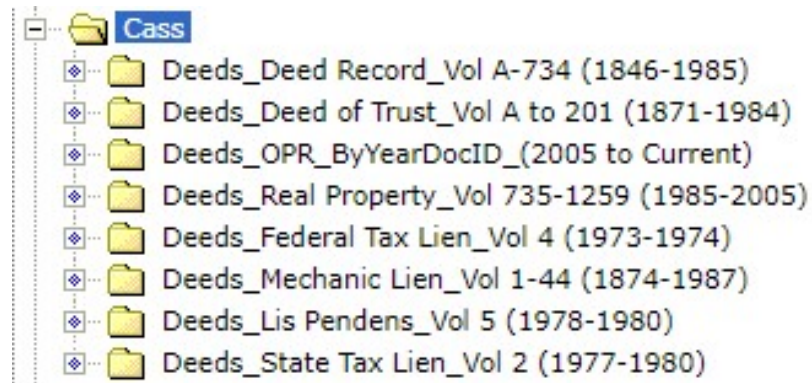 Cass
Deeds_Deed Record_Vol A-734 (1846-1985)
Deeds_Deed of Trust_Vol A to 201 (1871-1984)
Deeds_OPR_ByYearDocID_(2005 to Current)
Deeds_Real Property_Vol 735-1259 (1985-2005)
Deeds_Federal Tax Lien_Vol 4 (1973-1974)
Deeds_Mechanic Lien_Vol 1-44 (1874-1987)
Deeds_Lis Pendens_Vol 5 (1978-1980)
Deeds_State Tax Lien_Vol 2 (1977-1980)